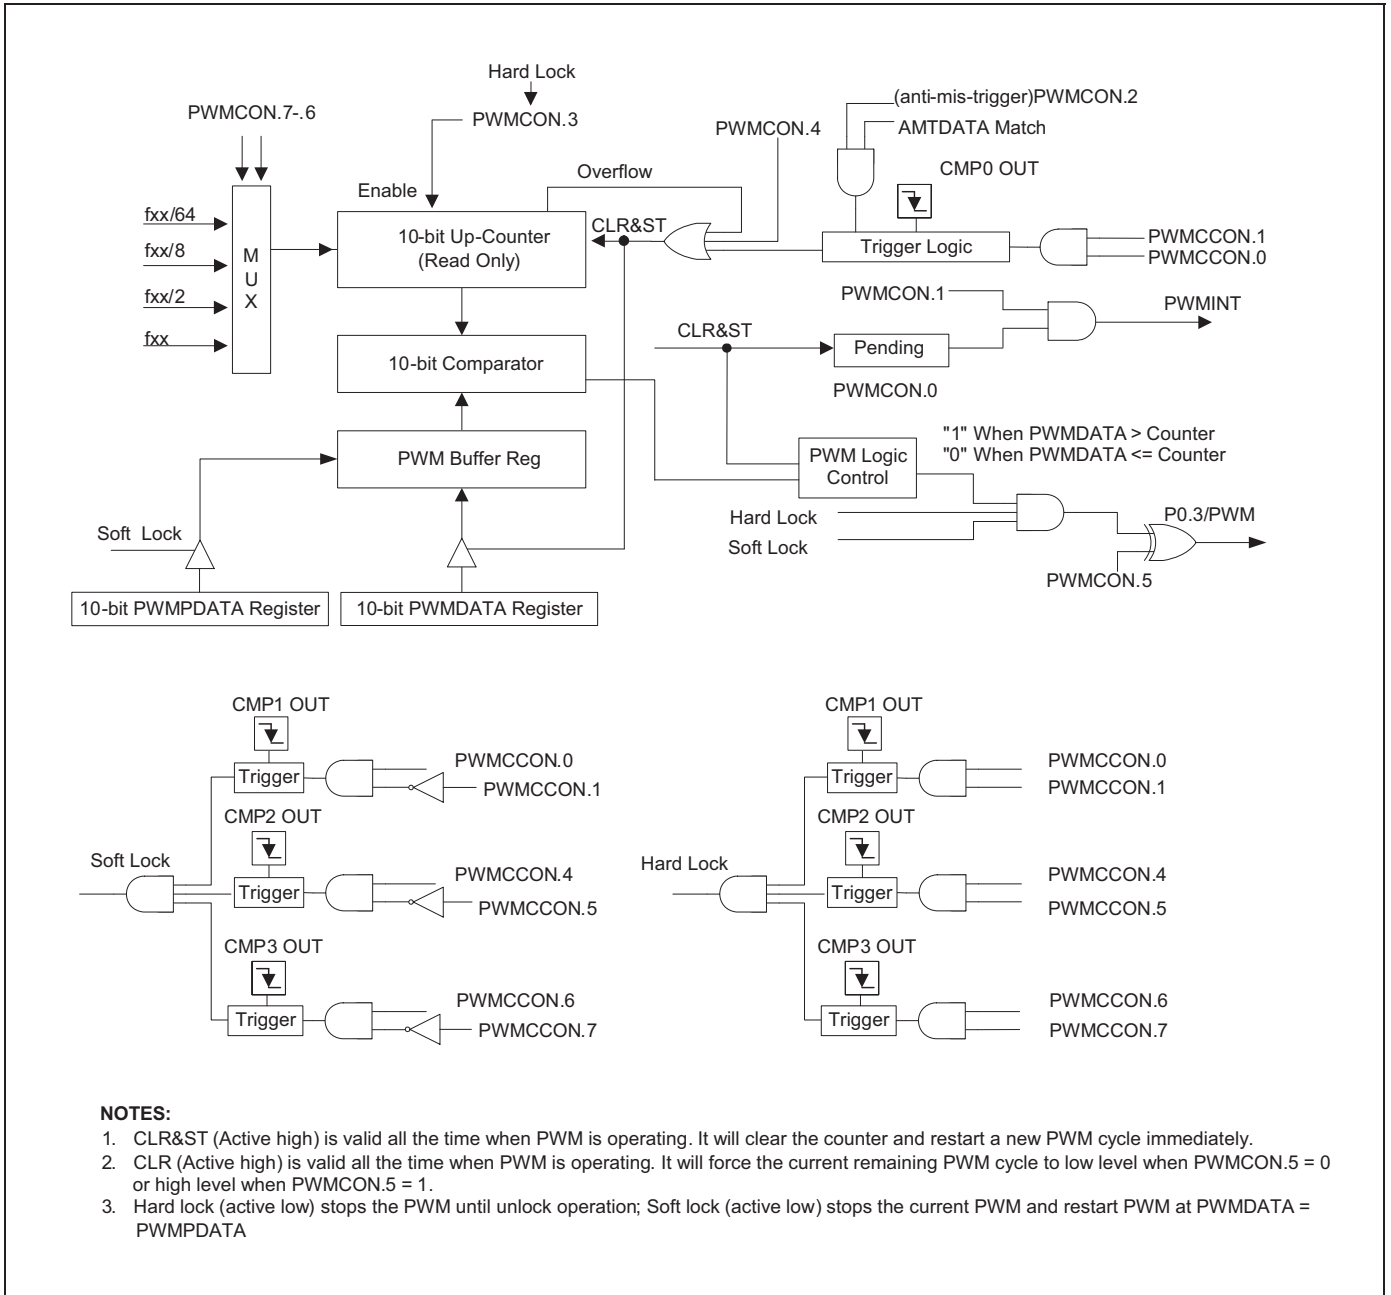 Hard Lock
PWMCON.7-.6
PWMCON.3
PWMCON.4
(anti-mis-trigger)PWMCON.2
AMTDATA Match
CMP0 OUT
Enable
Overflow
CLR&ST
fxx/64
fxx/8
fxx/2
fxx
M
U
X
10-bit Up-Counter
(Read Only)
Trigger Logic
PWMCCON.1
PWMCCON.0
PWMCON.1
PWMINT
CLR&ST
Pending
PWMCON.0
10-bit Comparator
PWM Buffer Reg
"1" When PWMDATA > Counter
"0" When PWMDATA <= Counter
PWM Logic
Control
Hard Lock
Soft Lock
P0.3/PWM
PWMCON.5
Soft Lock
10-bit PWMPDATA Register
10-bit PWMDATA Register
CMP1 OUT
Trigger
PWMCCON.0
PWMCCON.1
CMP2 OUT
Soft Lock
Trigger
PWMCCON.4
PWMCCON.5
CMP3 OUT
Trigger
PWMCCON.6
PWMCCON.7
CMP1 OUT
Trigger
PWMCCON.0
PWMCCON.1
CMP2 OUT
Hard Lock
Trigger
PWMCCON.4
PWMCCON.5
CMP3 OUT
Trigger
PWMCCON.6
PWMCCON.7
NOTES:
1. CLR&ST (Active high) is valid all the time when PWM is operating. It will clear the counter and restart a new PWM cycle immediately.
2. CLR (Active high) is valid all the time when PWM is operating. It will force the current remaining PWM cycle to low level when PWMCON.5 = 0
or high level when PWMCON.5 = 1.
3. Hard lock (active low) stops the PWM until unlock operation; Soft lock (active low) stops the current PWM and restart PWM at PWMDATA =
PWMPDATA